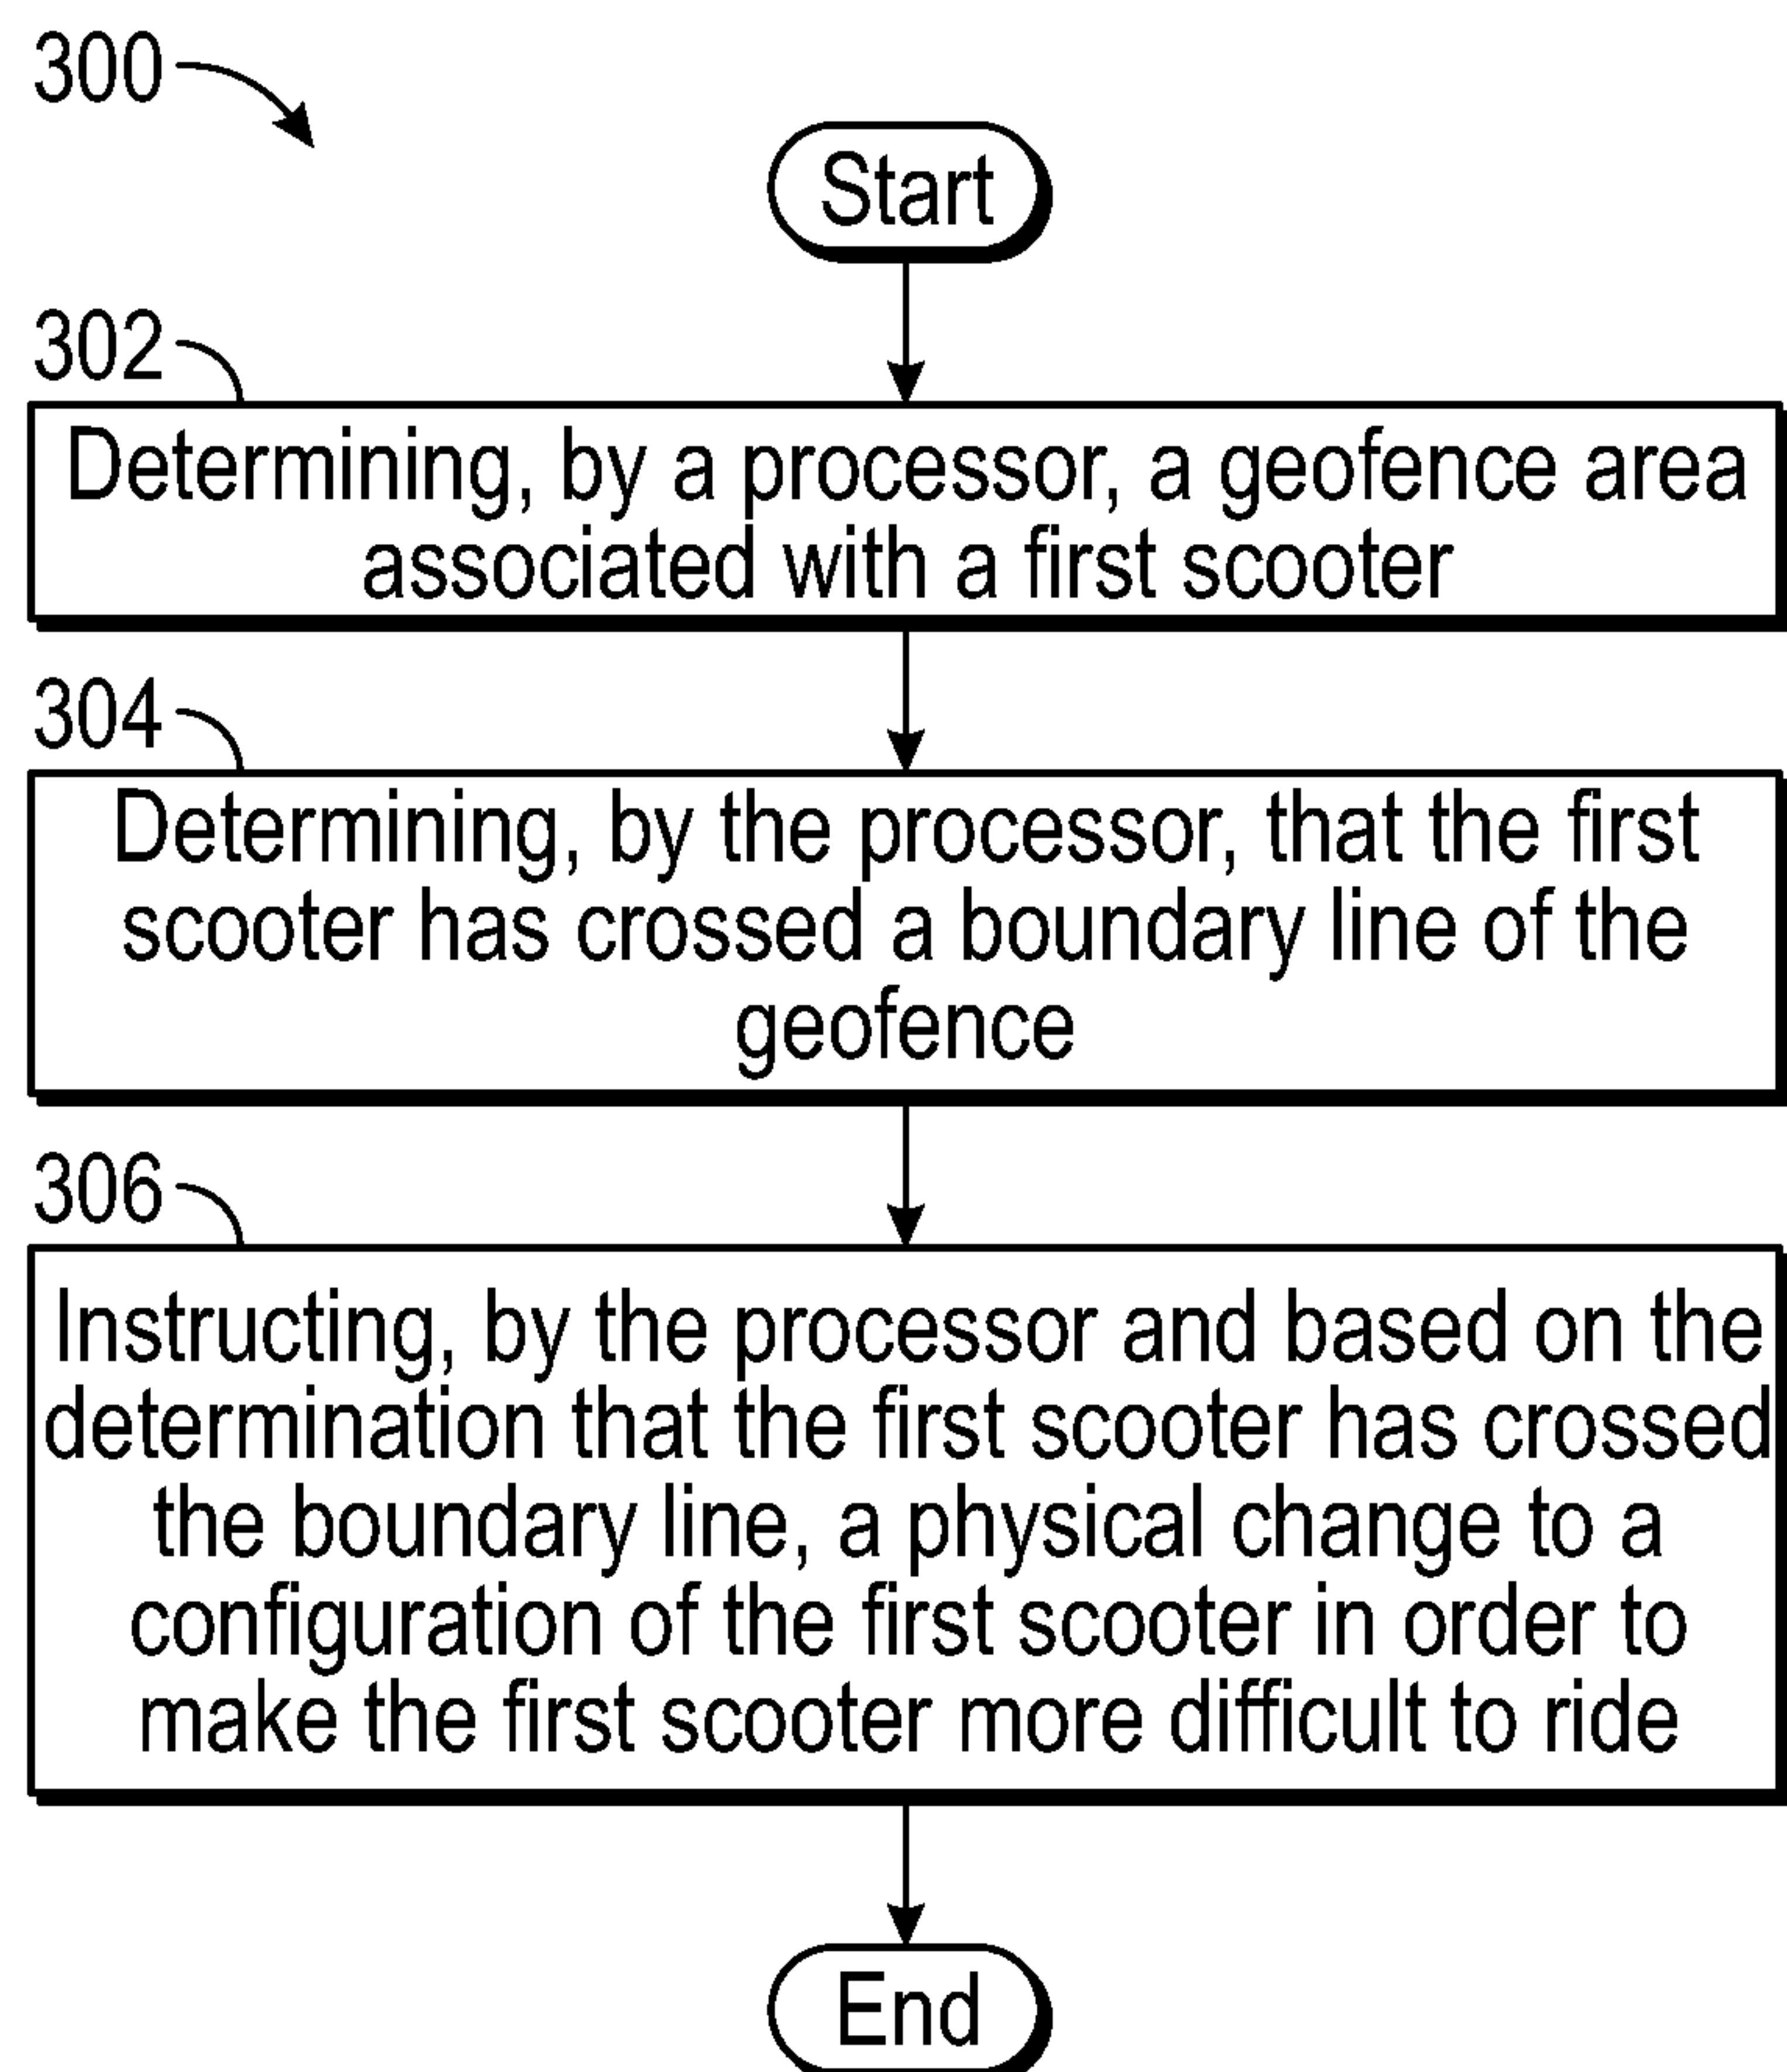 300
Start
302
Determining, by a processor, a geofence area
associated with a first scooter
304
Determining, by the processor, that the first
scooter has crossed a boundary line of the
geofence
306
Instructing, by the processor and based on the
determination that the first scooter has crossed
the boundary line, a physical change to a
configuration of the first scooter in order to
make the first scooter more difficult to ride
End